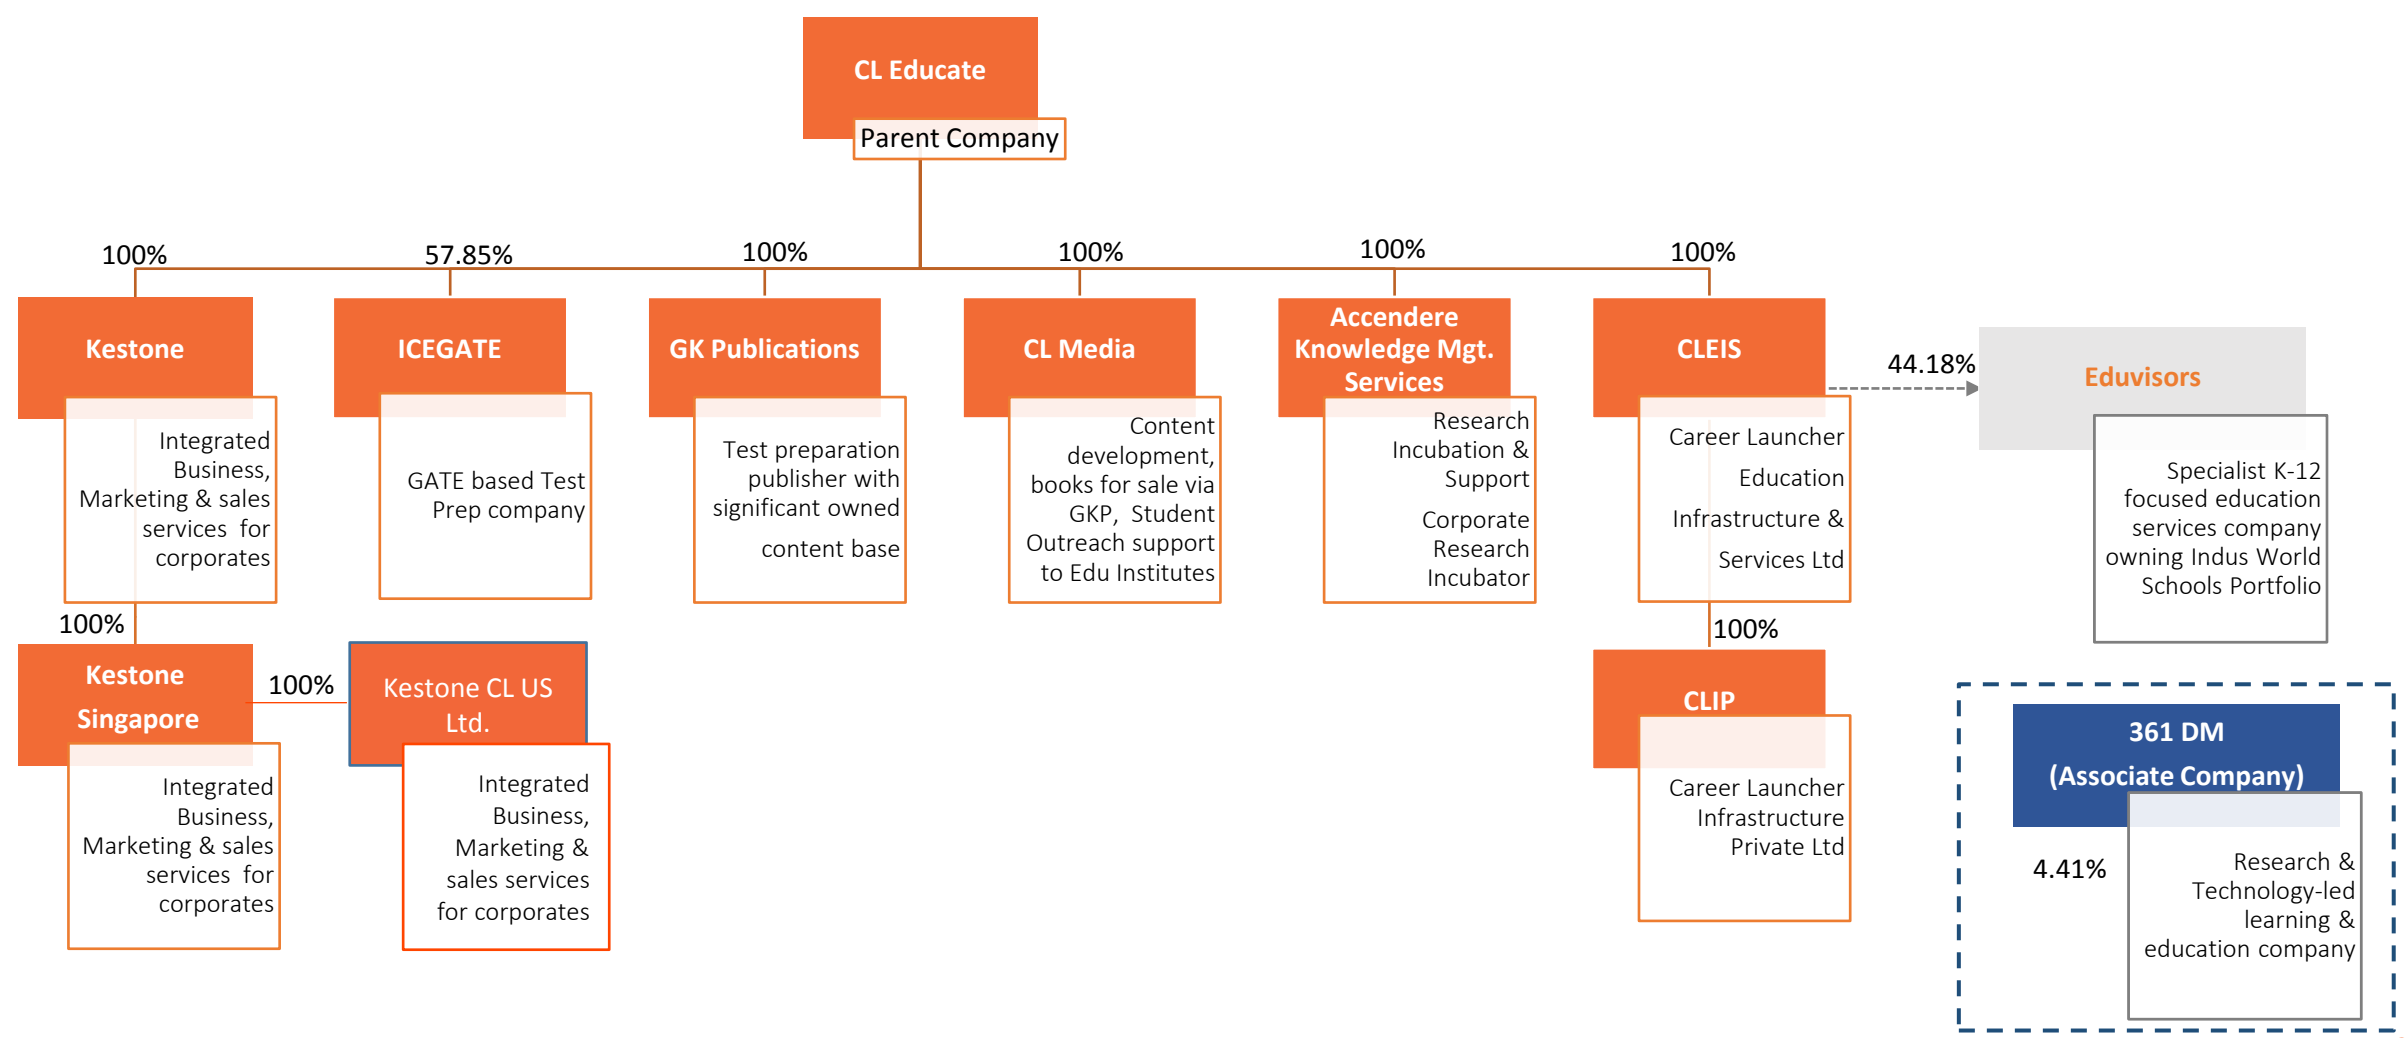 CL Educate
Parent Company
100%
57.85%
100%
100%
100%
100%
Kestone
Integrated
Business,
Marketing & sales
services for
corporates
ICEGATE
GATE based Test
Prep company
GK Publications
Test preparation
publisher with
significant owned
content base
CL Media
Content
development,
books for sale via
GKP, Student
Outreach support
to Edu Institutes
Accendere
Knowledge Mgt.
Services
Research
Incubation &
Support
Corporate
Research
Incubator
CLEIS
Career Launcher
Education
Infrastructure &
Services Ltd
44.18%
Eduvisors
Specialist K-12
focused education
services company
owning Indus World
Schools Portfolio
100%
Kestone
Singapore
Integrated
Business,
Marketing & sales
services for
corporates
100%
Kestone CL US
Ltd.
Integrated
Business,
Marketing &
sales services
for corporates
100%
CLIP
Career Launcher
Infrastructure
Private Ltd
361 DM
(Associate Company)
4.41%
Research &
Technology-led
learning &
education company